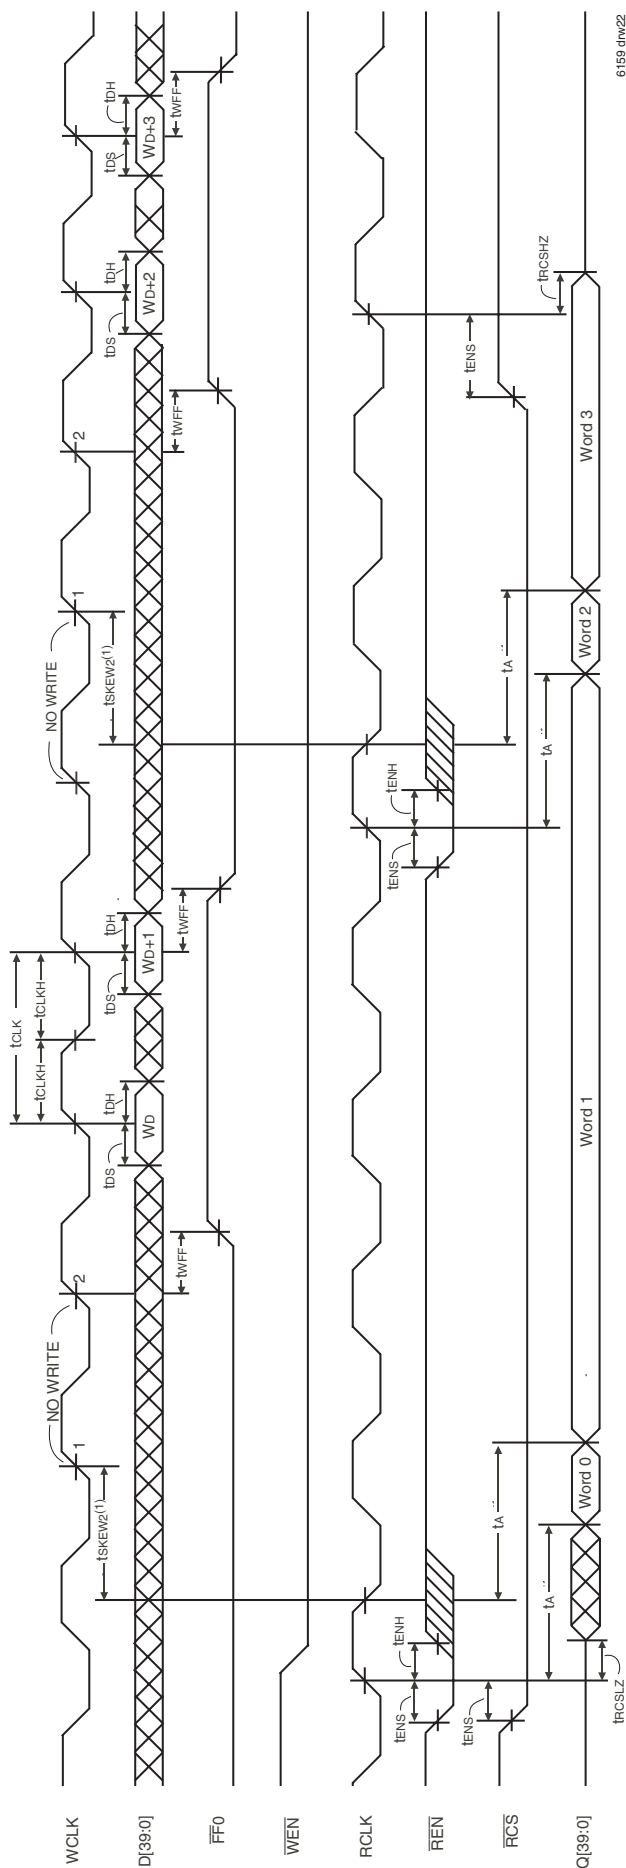 tCLK
tCLKH
tCLKH
NO WRITE
NO WRITE
WCLK
1
2
1
2
tSKEW2(1)
tDS
tDH
tDS
tDH
tSKEW2(1)
tDS
tDH
tDS
tDH
D[39:0]
WD
WD+1
WD+2
WD+3
tWFF
tWFF
tWFF
tWFF
FF0
WEN
RCLK
tENS
tENH
tENS
tENH
REN
tENS
tA
tA
tENS
RCS
tA
tA
tRCSHZ
Q[39:0]
Word 0
Word 1
Word 2
Word 3
tRCSLZ
6159 drw22